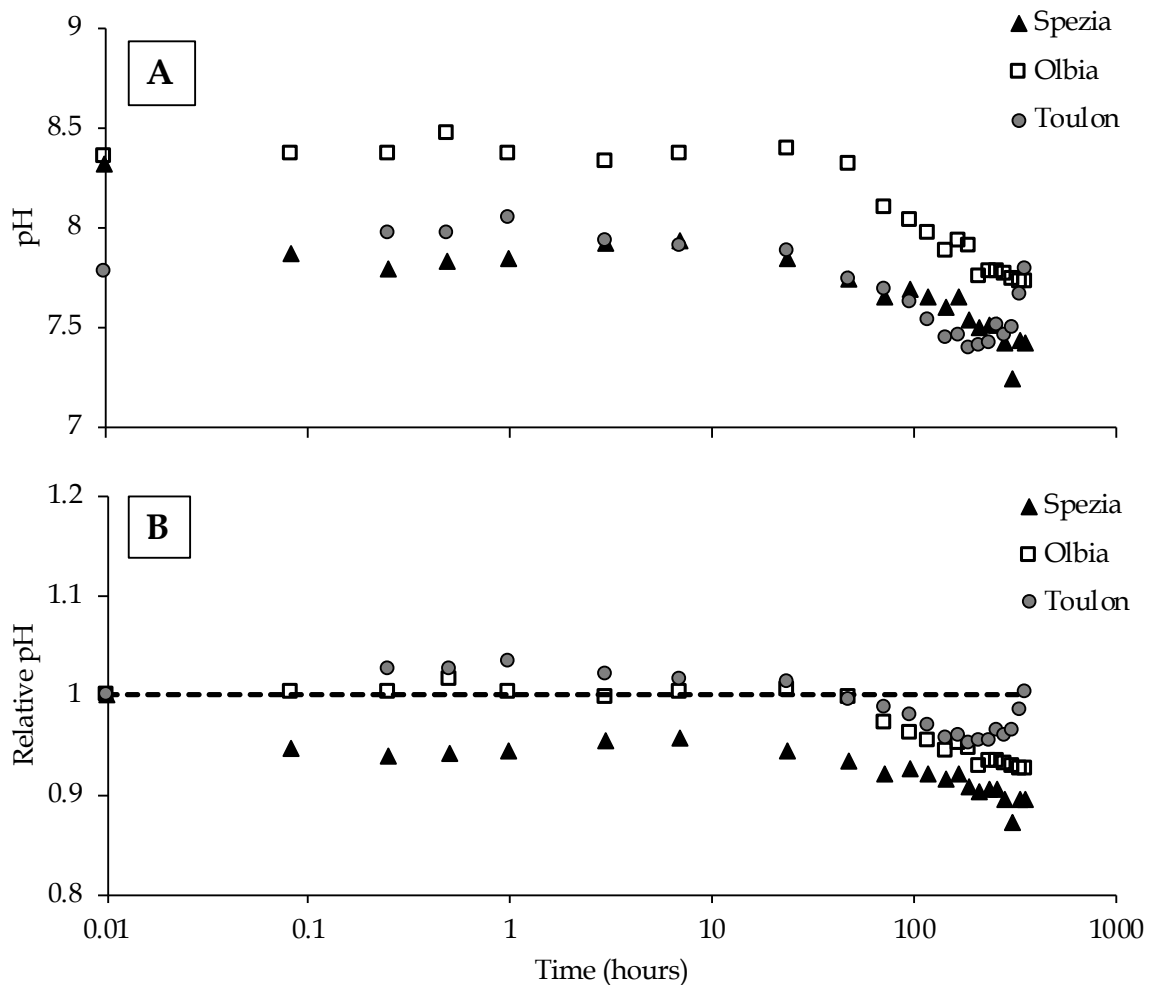 9
8.5
8
7.5
7
pH
A
Spezia
Olbia
Toulon
1.2
1.1
1
0.9
0.8
Relative pH
B
Spezia
Olbia
Toulon
0.01 0.1 1 10 100 1000
Time (hours)